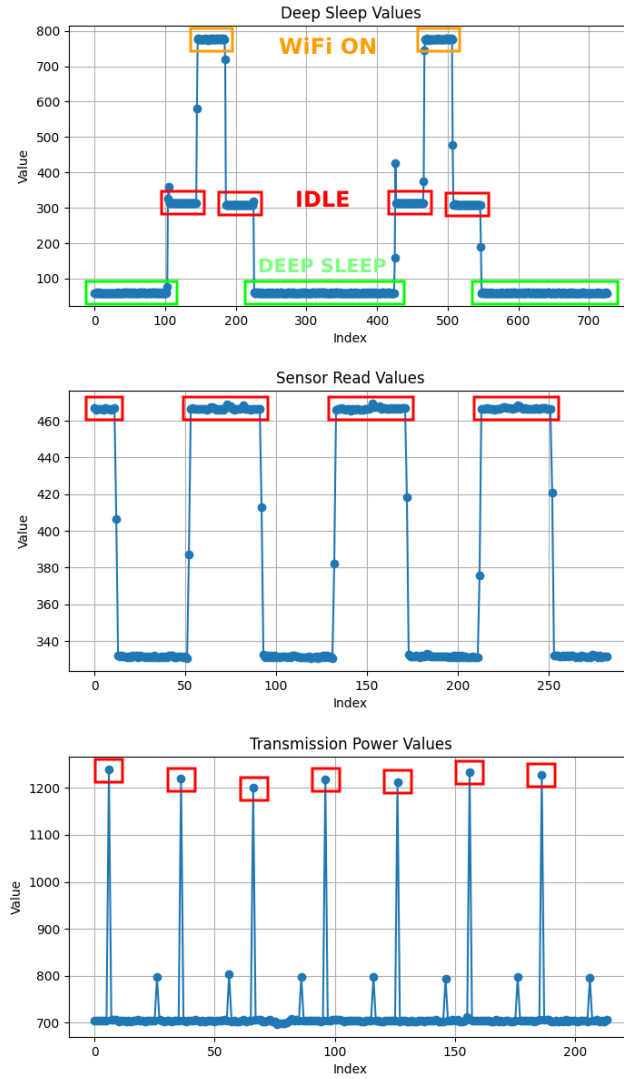 Deep Sleep Values
800
WiFi ON
700
600
500
Value
400
IDLE
300
200
DEEP SLEEP
100
0 100 200 300 400 500 600 700
Index
Sensor Read Values
460
440
420
Value
400
380
360
340
0 50 100 150 200 250
Index
Transmission Power Values
1200
1100
1000
Value
900
800
700
0 50 100 150 200
Index